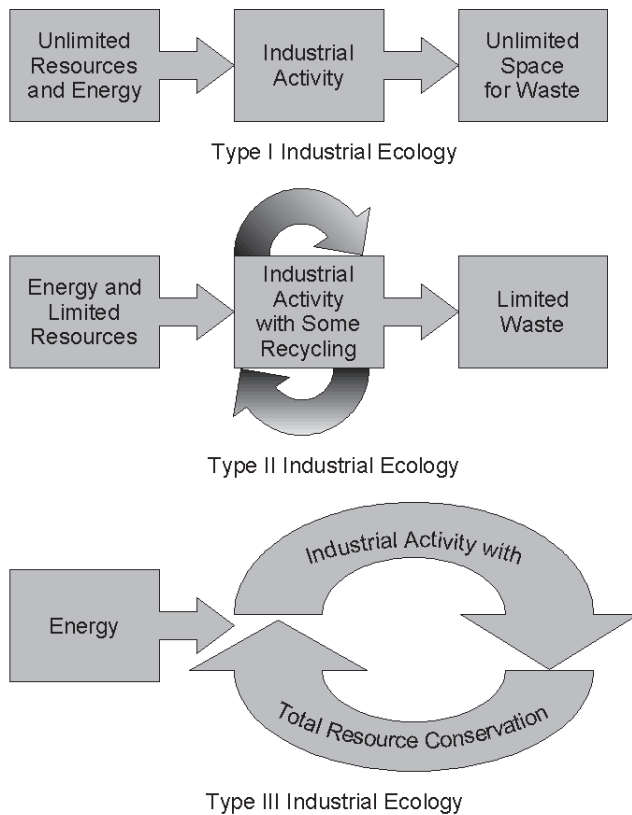 Unlimited
Resources
and Energy
Industrial
Activity
Unlimited
Space
for Waste
Type I Industrial Ecology
Energy and
Limited
Resources
Industrial
Activity
with Some
Recycling
Limited
Waste
Type II Industrial Ecology
Energy
Industrial Activity with
Total Resource Conservation
Type III Industrial Ecology